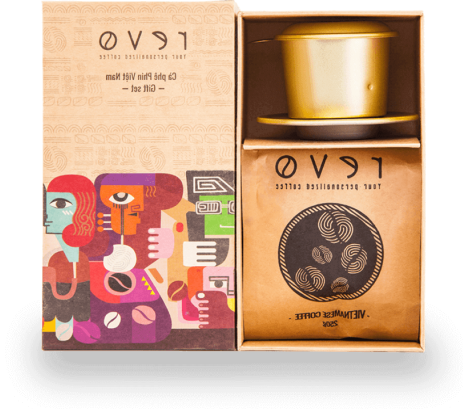 revo
Your personalized coffee
Cà phê Phin Việt Nam
— Gift set —
revo
Your personalized coffee
- VIETNAMESE COFFEE -
250g